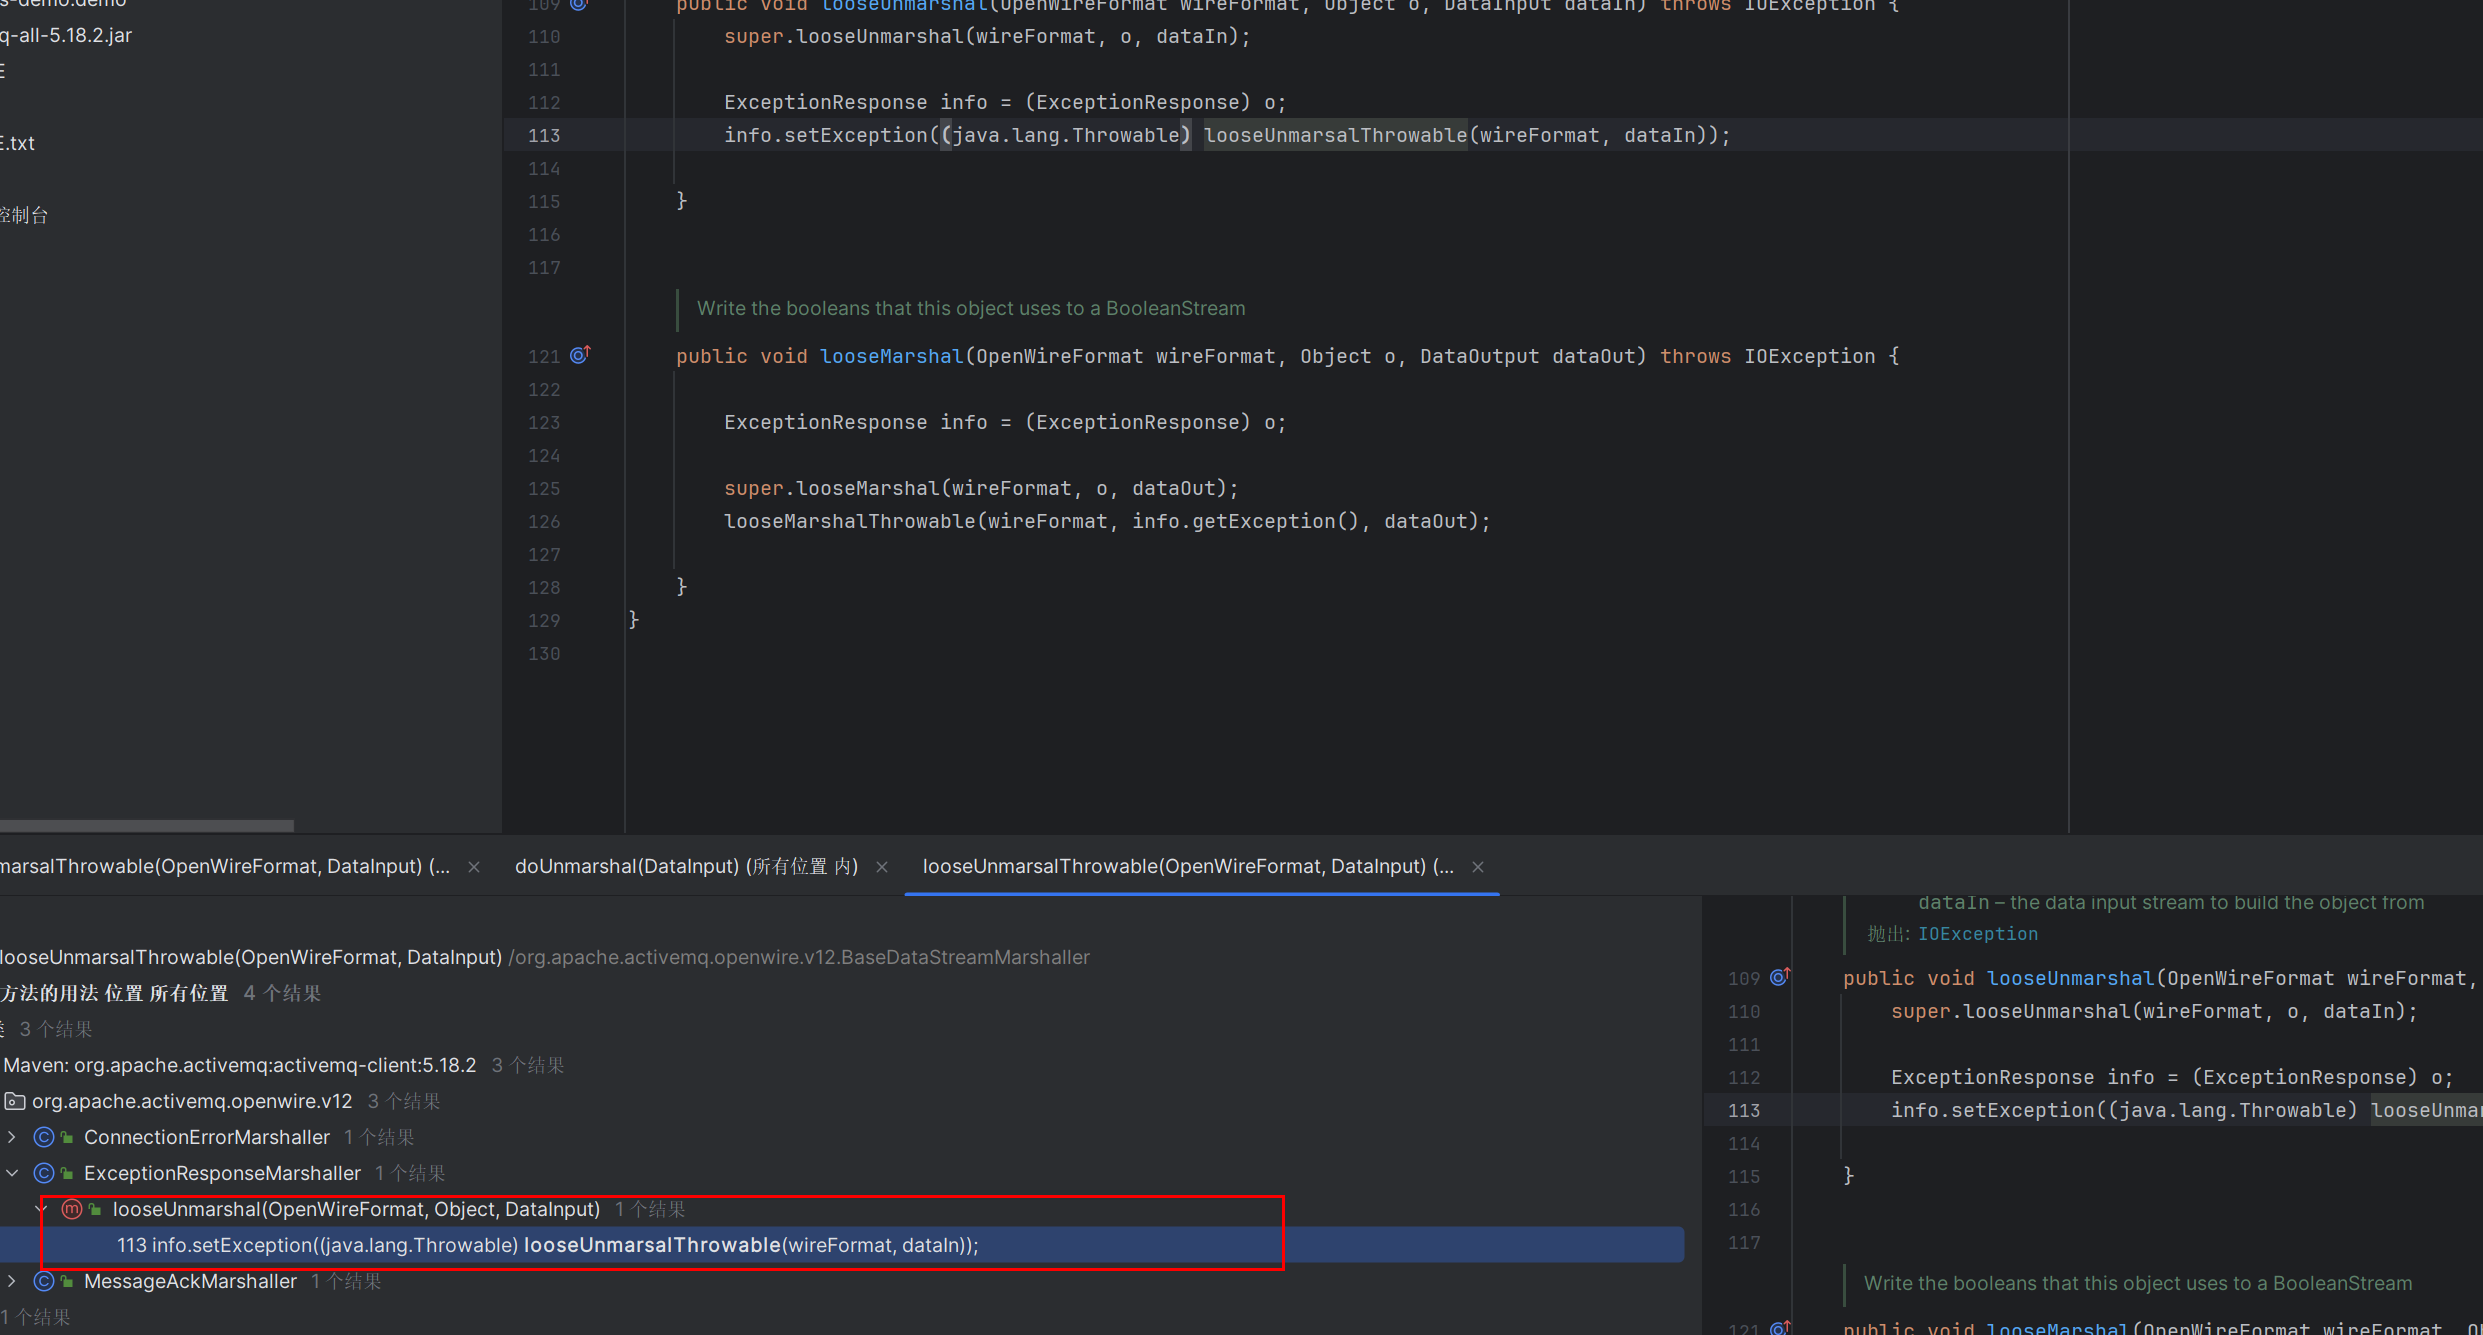 s-demo.demo
q-all-5.18.2.jar
E
E.txt
控制台
109 public void looseUnmarshal(OpenWireFormat wireFormat, Object o, DataInput dataIn) throws IOException {
110 super.looseUnmarshal(wireFormat, o, dataIn);
111
112 ExceptionResponse info = (ExceptionResponse) o;
113 info.setException((java.lang.Throwable) looseUnmarsalThrowable(wireFormat, dataIn));
114
115 }
116
117
Write the booleans that this object uses to a BooleanStream
121 public void looseMarshal(OpenWireFormat wireFormat, Object o, DataOutput dataOut) throws IOException {
122
123 ExceptionResponse info = (ExceptionResponse) o;
124
125 super.looseMarshal(wireFormat, o, dataOut);
126 looseMarshalThrowable(wireFormat, info.getException(), dataOut);
127
128 }
129 }
130
marsalThrowable(OpenWireFormat, DataInput) (... × doUnmarshal(DataInput) (所有位置 内) × looseUnmarsalThrowable(OpenWireFormat, DataInput) (... ×
looseUnmarsalThrowable(OpenWireFormat, DataInput) /org.apache.activemq.openwire.v12.BaseDataStreamMarshaller
方法的用法 位置 所有位置 4 个结果
3 个结果
Maven: org.apache.activemq:activemq-client:5.18.2 3 个结果
org.apache.activemq.openwire.v12 3 个结果
ConnectionErrorMarshaller 1 个结果
ExceptionResponseMarshaller 1 个结果
looseUnmarshal(OpenWireFormat, Object, DataInput) 1 个结果
113 info.setException((java.lang.Throwable) looseUnmarsalThrowable(wireFormat, dataIn));
MessageAckMarshaller 1 个结果
1 个结果
dataIn – the data input stream to build the object from
抛出: IOException
109 public void looseUnmarshal(OpenWireFormat wireFormat,
110 super.looseUnmarshal(wireFormat, o, dataIn);
111
112 ExceptionResponse info = (ExceptionResponse) o;
113 info.setException((java.lang.Throwable) looseUnmar
114
115 }
116
117
Write the booleans that this object uses to a BooleanStream
121 public void looseMarshal(OpenWireFormat wireFormat, O